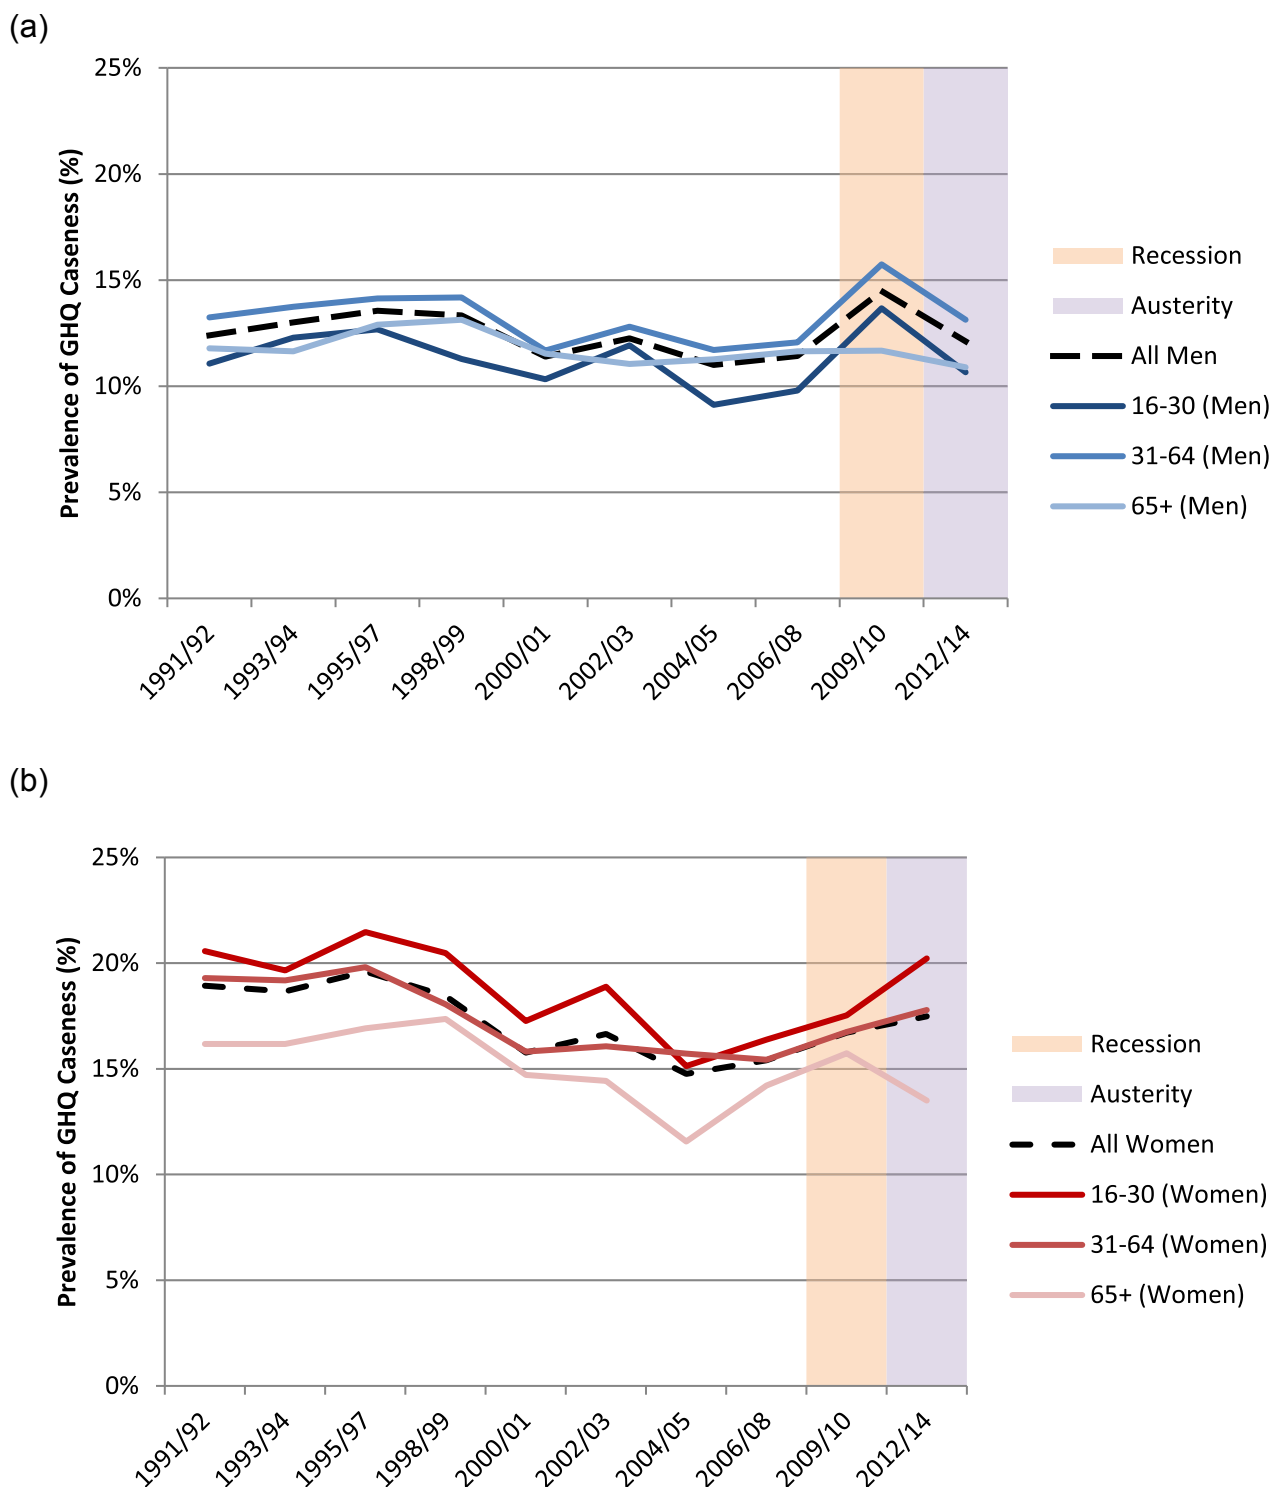 (a)
25%
20%
15%
10%
5%
0%
Prevalence of GHQ Caseness (%)
1991/92
1993/94
1995/97
1998/99
2000/01
2002/03
2004/05
2006/08
2009/10
2012/14
Recession
Austerity
All Men
16-30 (Men)
31-64 (Men)
65+ (Men)
(b)
25%
20%
15%
10%
5%
0%
Prevalence of GHQ Caseness (%)
1991/92
1993/94
1995/97
1998/99
2000/01
2002/03
2004/05
2006/08
2009/10
2012/14
Recession
Austerity
All Women
16-30 (Women)
31-64 (Women)
65+ (Women)